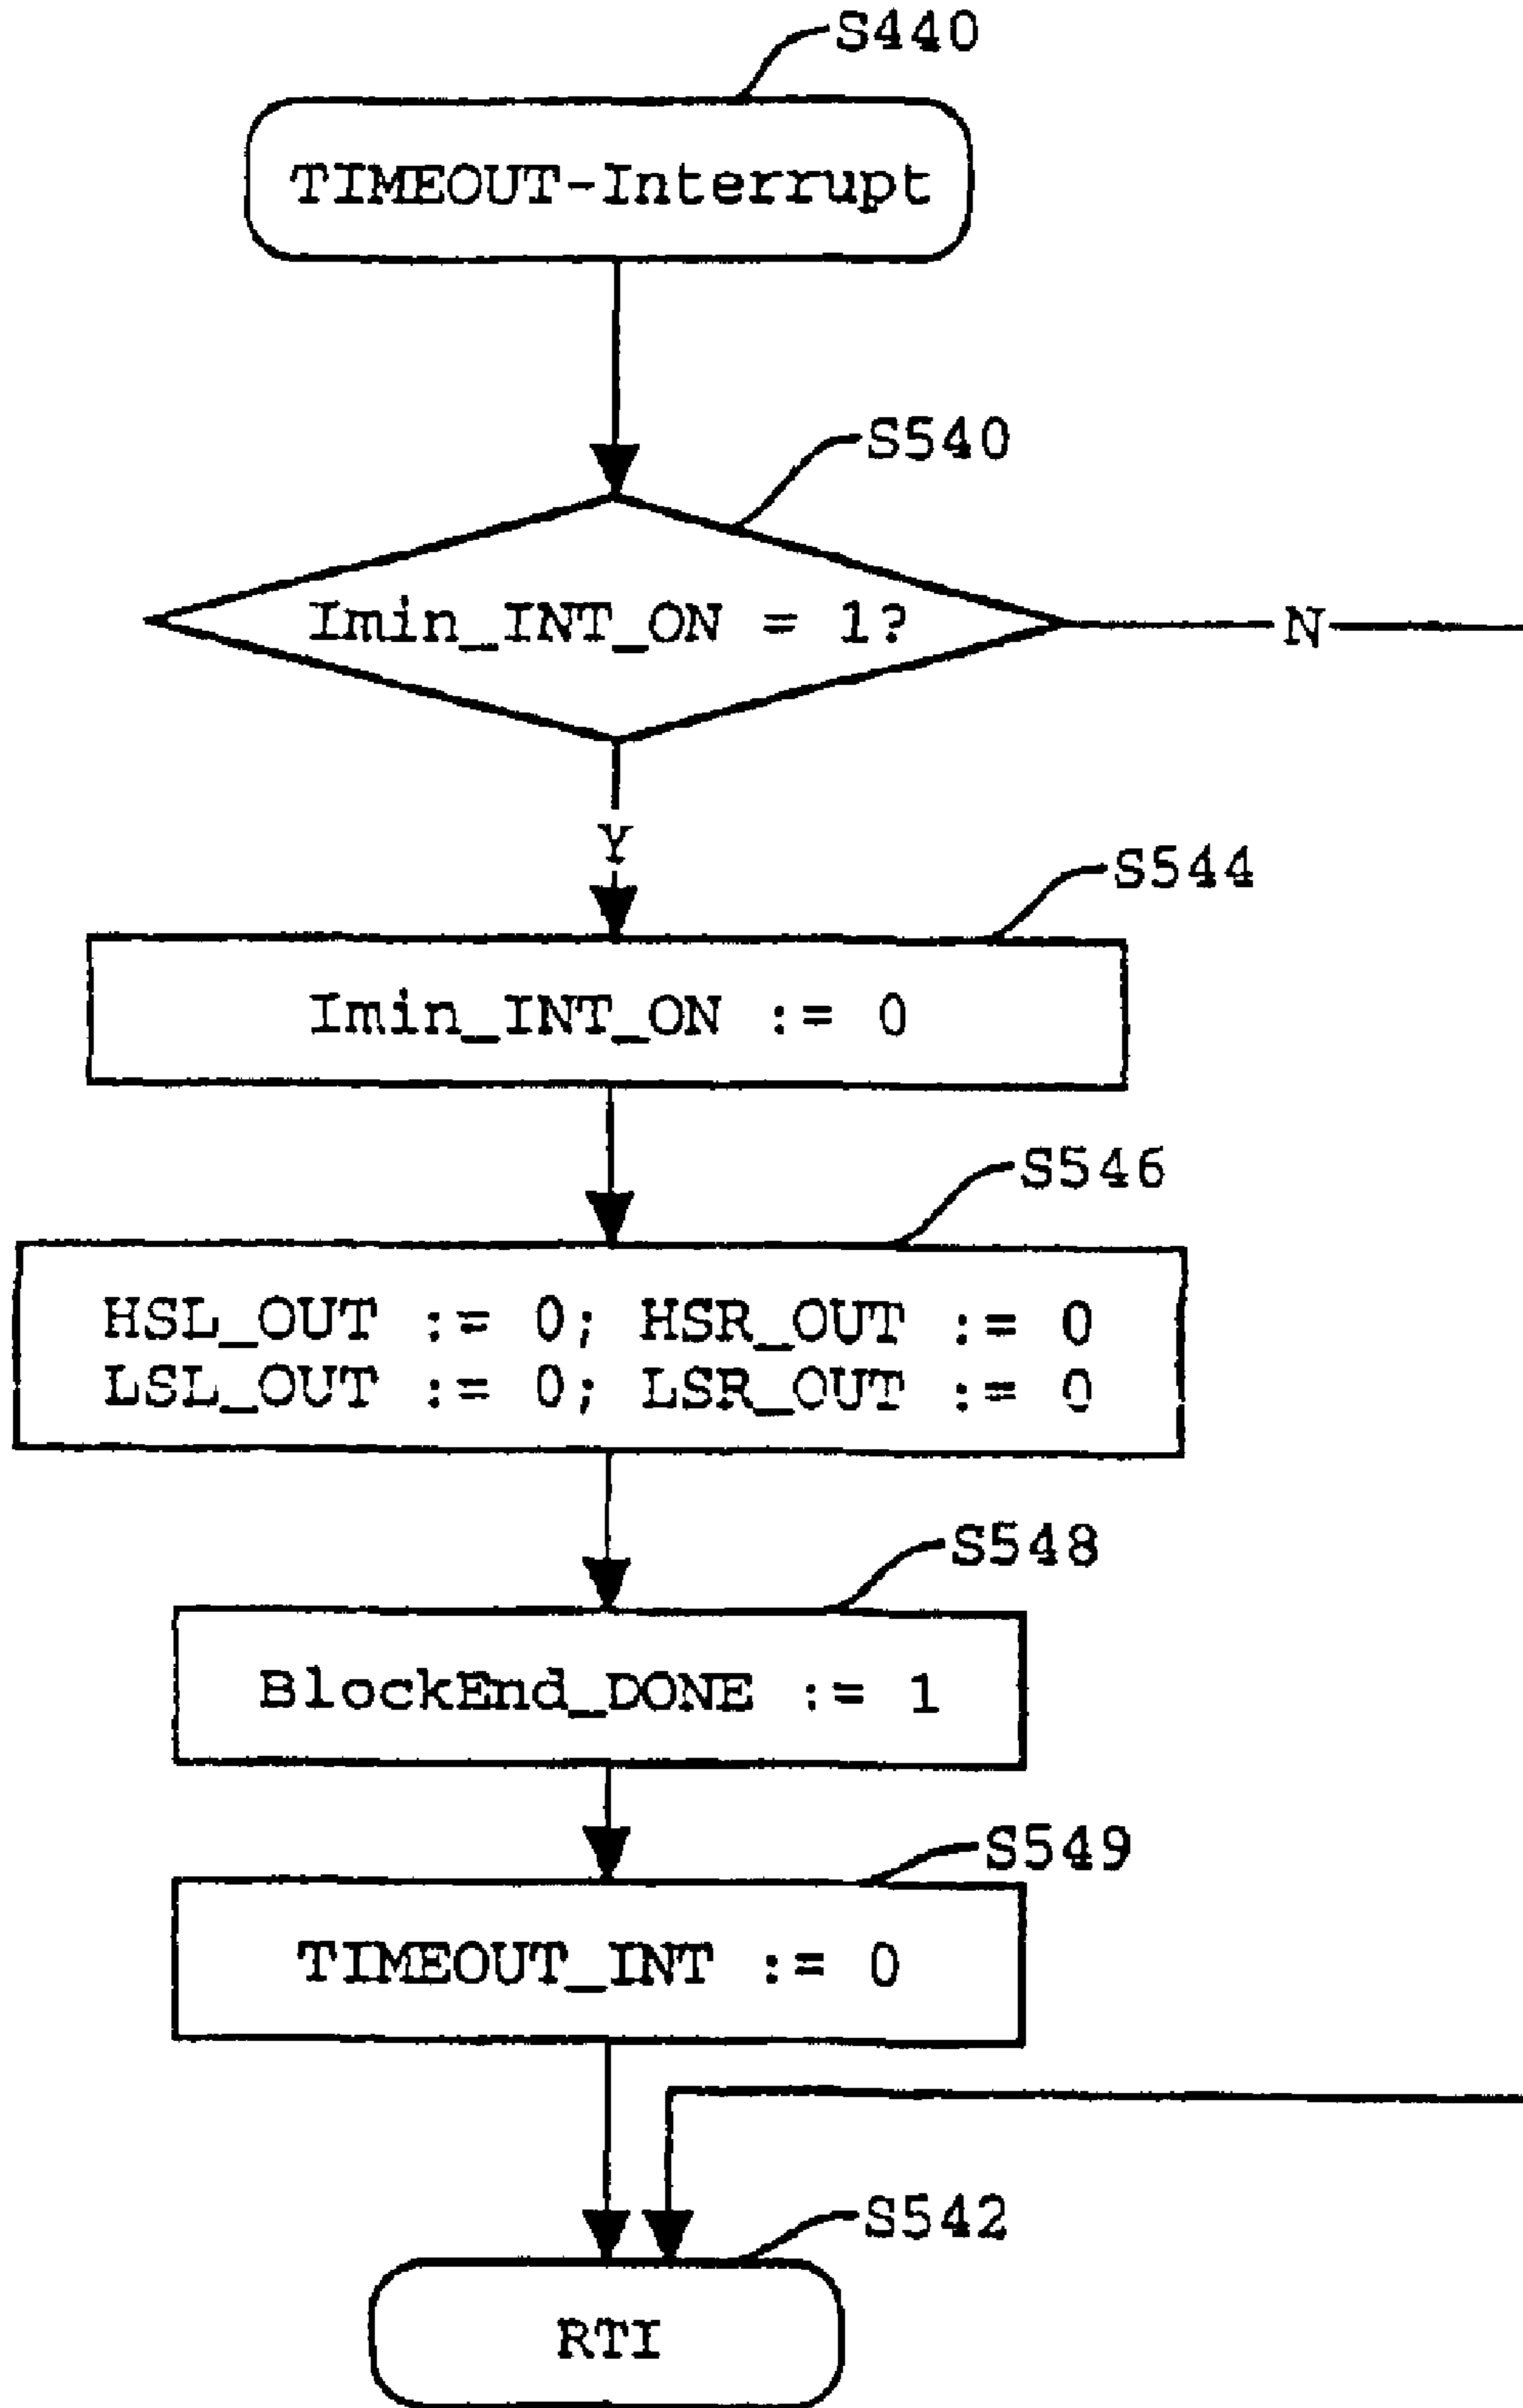 S440
TIMEOUT-Interrupt
S540
Imin_INT_ON = 1?
N
Y
S544
Imin_INT_ON := 0
S546
HSL_OUT := 0; HSR_OUT := 0
LSL_OUT := 0; LSR_OUT := 0
S548
BlockEnd_DONE := 1
S549
TIMEOUT_INT := 0
S542
RTI